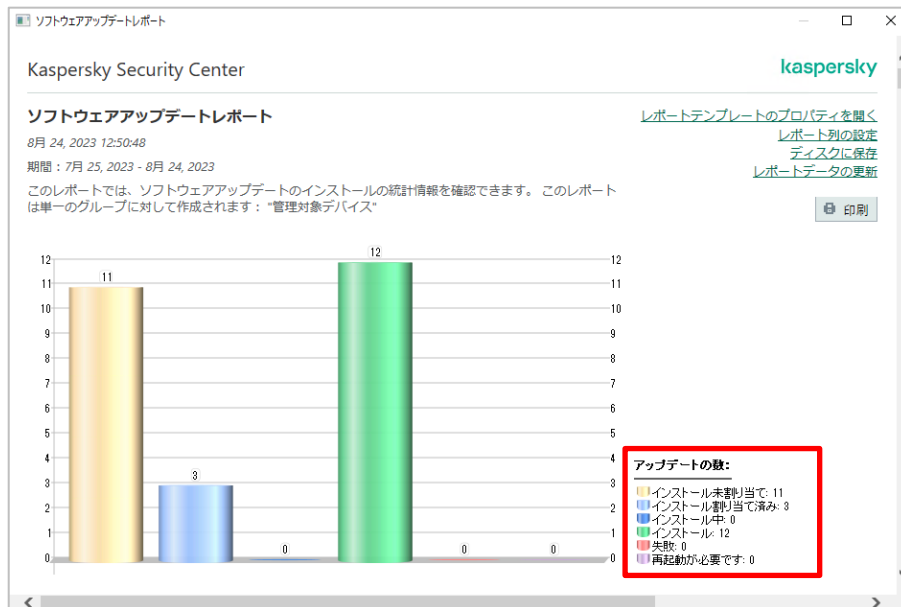 ソフトウェアアップデートレポート
Kaspersky Security Center
kaspersky
ソフトウェアアップデートレポート
8月 24, 2023 12:50:48
期間：7月 25, 2023 - 8月 24, 2023
このレポートでは、ソフトウェアアップデートのインストールの統計情報を確認できます。 このレポート
は単一のグループに対して作成されます： "管理対象デバイス"
レポートテンプレートのプロパティを開く
レポート列の設定
ディスクに保存
レポートデータの更新
印刷
12
11
10
9
8
7
6
5
4
3
2
1
0
11
3
0
12
0
0
12
11
10
9
8
7
6
5
4
3
2
1
0
アップデートの数:
インストール未割り当て: 11
インストール割り当て済み: 3
インストール中: 0
インストール: 12
失敗: 0
再起動が必要です: 0